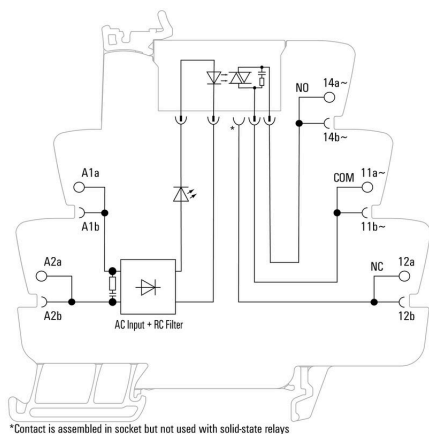 NO
14a~
14b~
*
A1a
A1b
COM
11a~
11b~
A2a
A2b
NC
12a
12b
AC Input + RC Filter
*Contact is assembled in socket but not used with solid-state relays